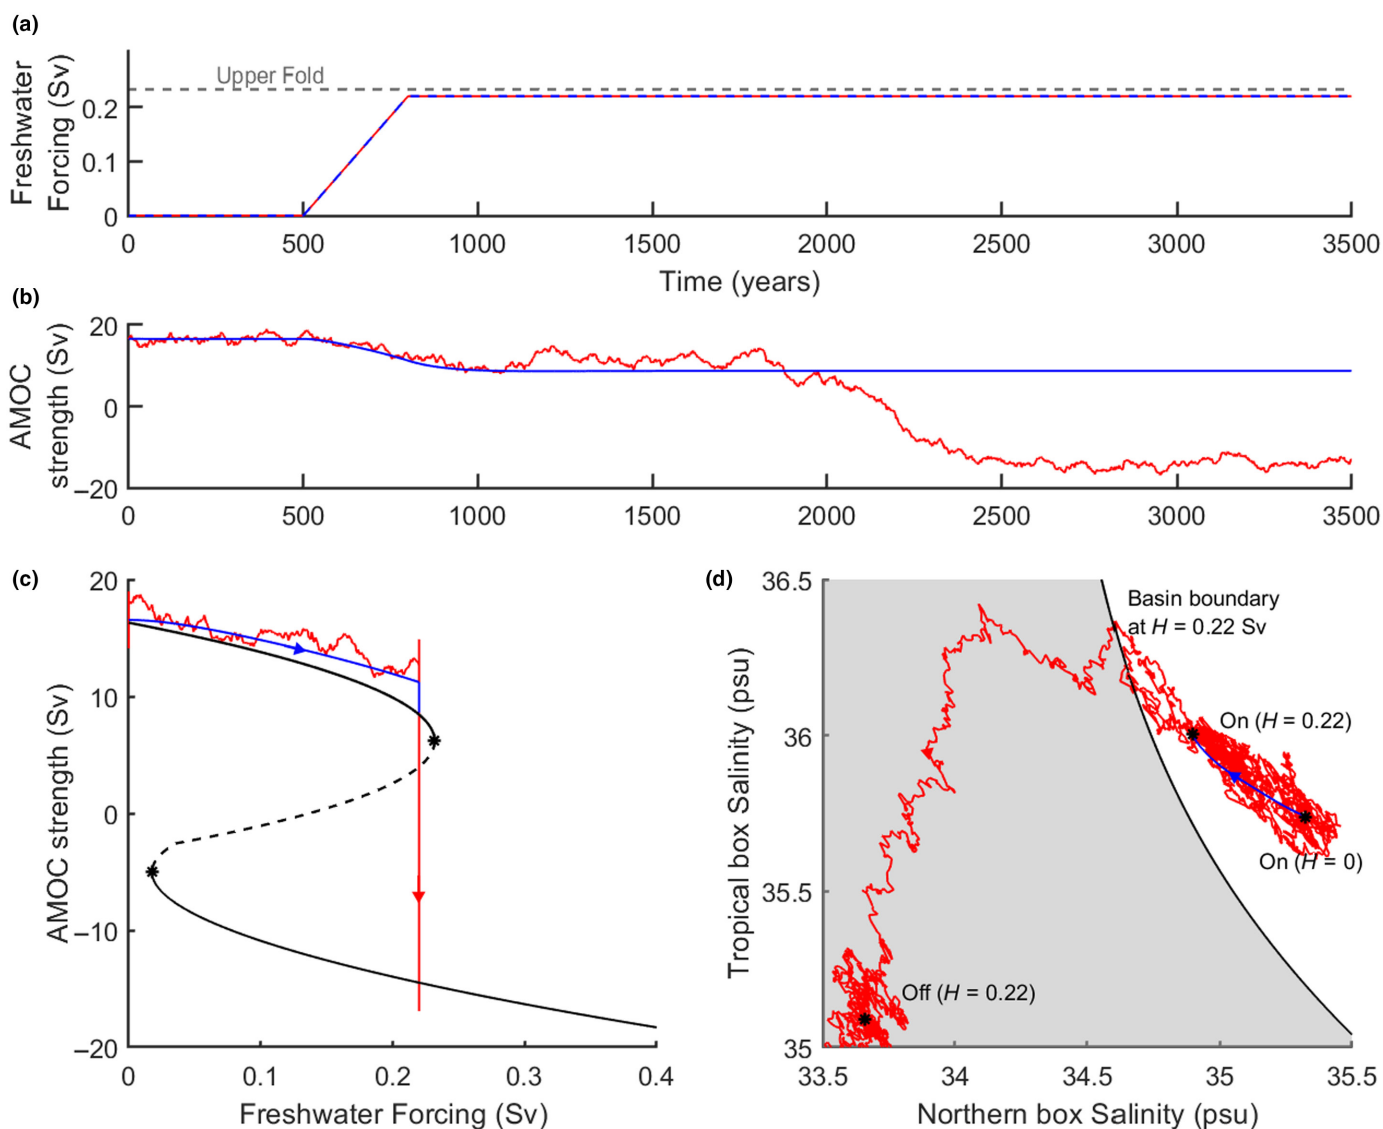 (a)
Freshwater
Forcing (Sv)
Upper Fold
0.2
0.1
0
0 500 1000 1500 2000 2500 3000 3500
Time (years)
(b)
AMOC
strength (Sv)
20
0
−20
0 500 1000 1500 2000 2500 3000 3500
(c)
AMOC strength (Sv)
20
10
0
−10
−20
0 0.1 0.2 0.3 0.4
Freshwater Forcing (Sv)
(d)
Tropical box Salinity (psu)
36.5
36
35.5
35
Basin boundary
at H = 0.22 Sv
On (H = 0.22)
On (H = 0)
Off (H = 0.22)
33.5 34 34.5 35 35.5
Northern box Salinity (psu)